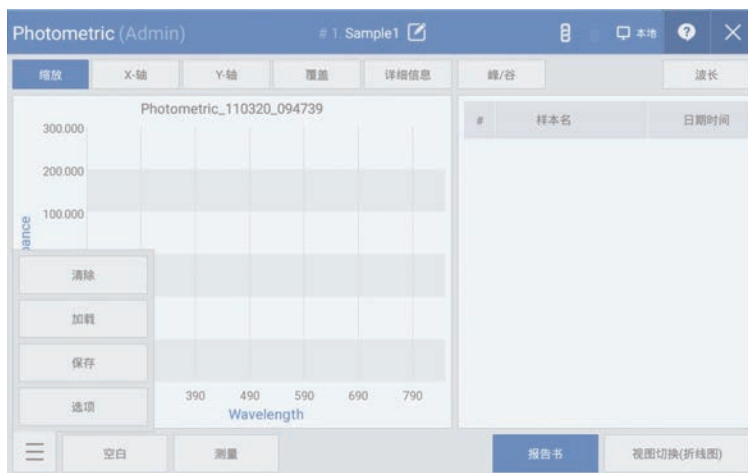 Photometric (Admin)
# 1. Sample1
本地
?
缩放
X-轴
Y-轴
覆盖
详细信息
峰/谷
波长
Photometric_110320_094739
300.000
200.000
100.000
清除
加载
保存
选项
390 490 590 690 790
Wavelength
# 样本名 日期时间
空白
测量
报告书
视图切换(折线图)